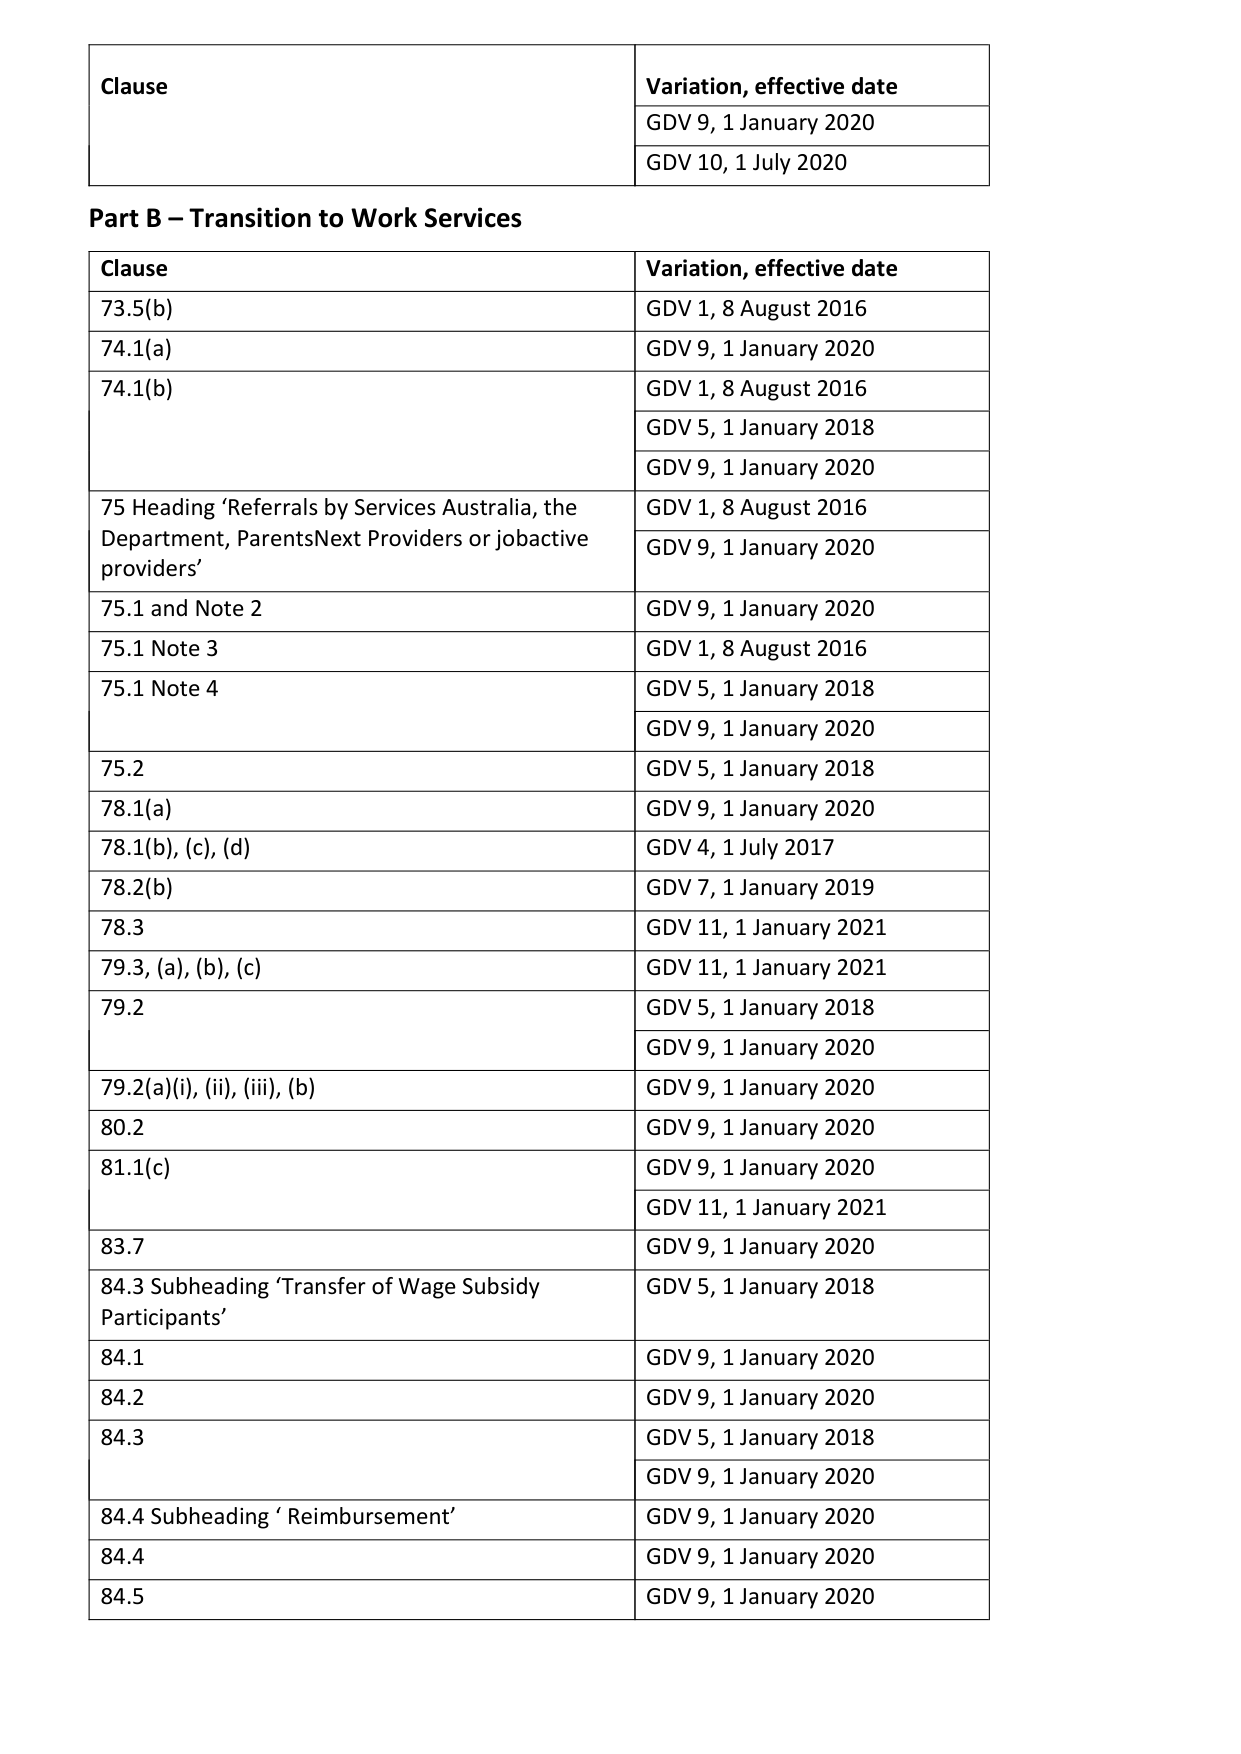 Clause
Variation, effective date
GDV 9, 1 January 2020
GDV 10, 1 July 2020
Part B – Transition to Work Services
Clause
Variation, effective date
73.5(b)
GDV 1, 8 August 2016
74.1(a)
GDV 9, 1 January 2020
74.1(b)
GDV 1, 8 August 2016
GDV 5, 1 January 2018
GDV 9, 1 January 2020
75 Heading ‘Referrals by Services Australia, the
Department, ParentsNext Providers or jobactive
providers’
GDV 1, 8 August 2016
GDV 9, 1 January 2020
75.1 and Note 2
GDV 9, 1 January 2020
75.1 Note 3
GDV 1, 8 August 2016
75.1 Note 4
GDV 5, 1 January 2018
GDV 9, 1 January 2020
75.2
GDV 5, 1 January 2018
78.1(a)
GDV 9, 1 January 2020
78.1(b), (c), (d)
GDV 4, 1 July 2017
78.2(b)
GDV 7, 1 January 2019
78.3
GDV 11, 1 January 2021
79.3, (a), (b), (c)
GDV 11, 1 January 2021
79.2
GDV 5, 1 January 2018
GDV 9, 1 January 2020
79.2(a)(i), (ii), (iii), (b)
GDV 9, 1 January 2020
80.2
GDV 9, 1 January 2020
81.1(c)
GDV 9, 1 January 2020
GDV 11, 1 January 2021
83.7
GDV 9, 1 January 2020
84.3 Subheading ‘Transfer of Wage Subsidy
Participants’
GDV 5, 1 January 2018
84.1
GDV 9, 1 January 2020
84.2
GDV 9, 1 January 2020
84.3
GDV 5, 1 January 2018
GDV 9, 1 January 2020
84.4 Subheading ‘ Reimbursement’
GDV 9, 1 January 2020
84.4
GDV 9, 1 January 2020
84.5
GDV 9, 1 January 2020